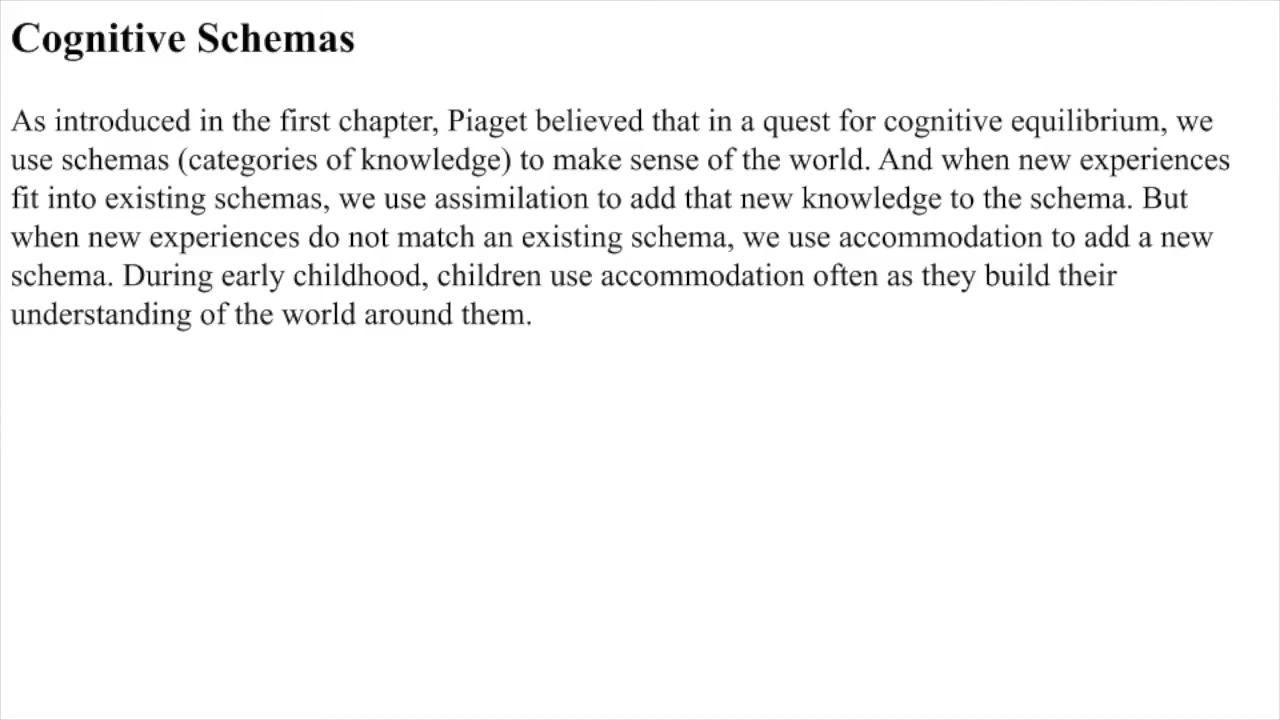 Cognitive Schemas
As introduced in the first chapter, Piaget believed that in a quest for cognitive equilibrium, we
use schemas (categories of knowledge) to make sense of the world. And when new experiences
fit into existing schemas, we use assimilation to add that new knowledge to the schema. But
when new experiences do not match an existing schema, we use accommodation to add a new
schema. During early childhood, children use accommodation often as they build their
understanding of the world around them.